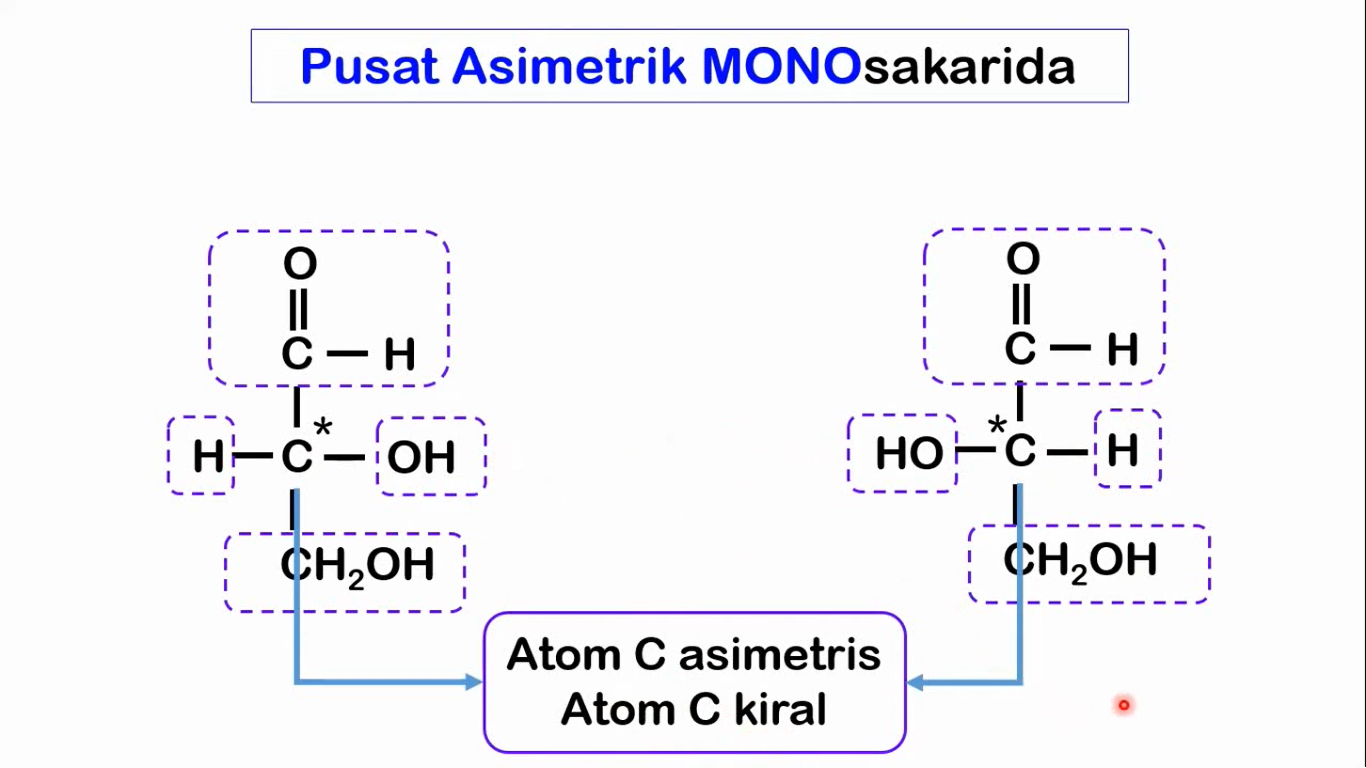 Pusat Asimetrik MONOsakarida
O
C — H
H — C* — OH
CH₂OH
O
C — H
HO — *C — H
CH₂OH
Atom C asimetris
Atom C kiral